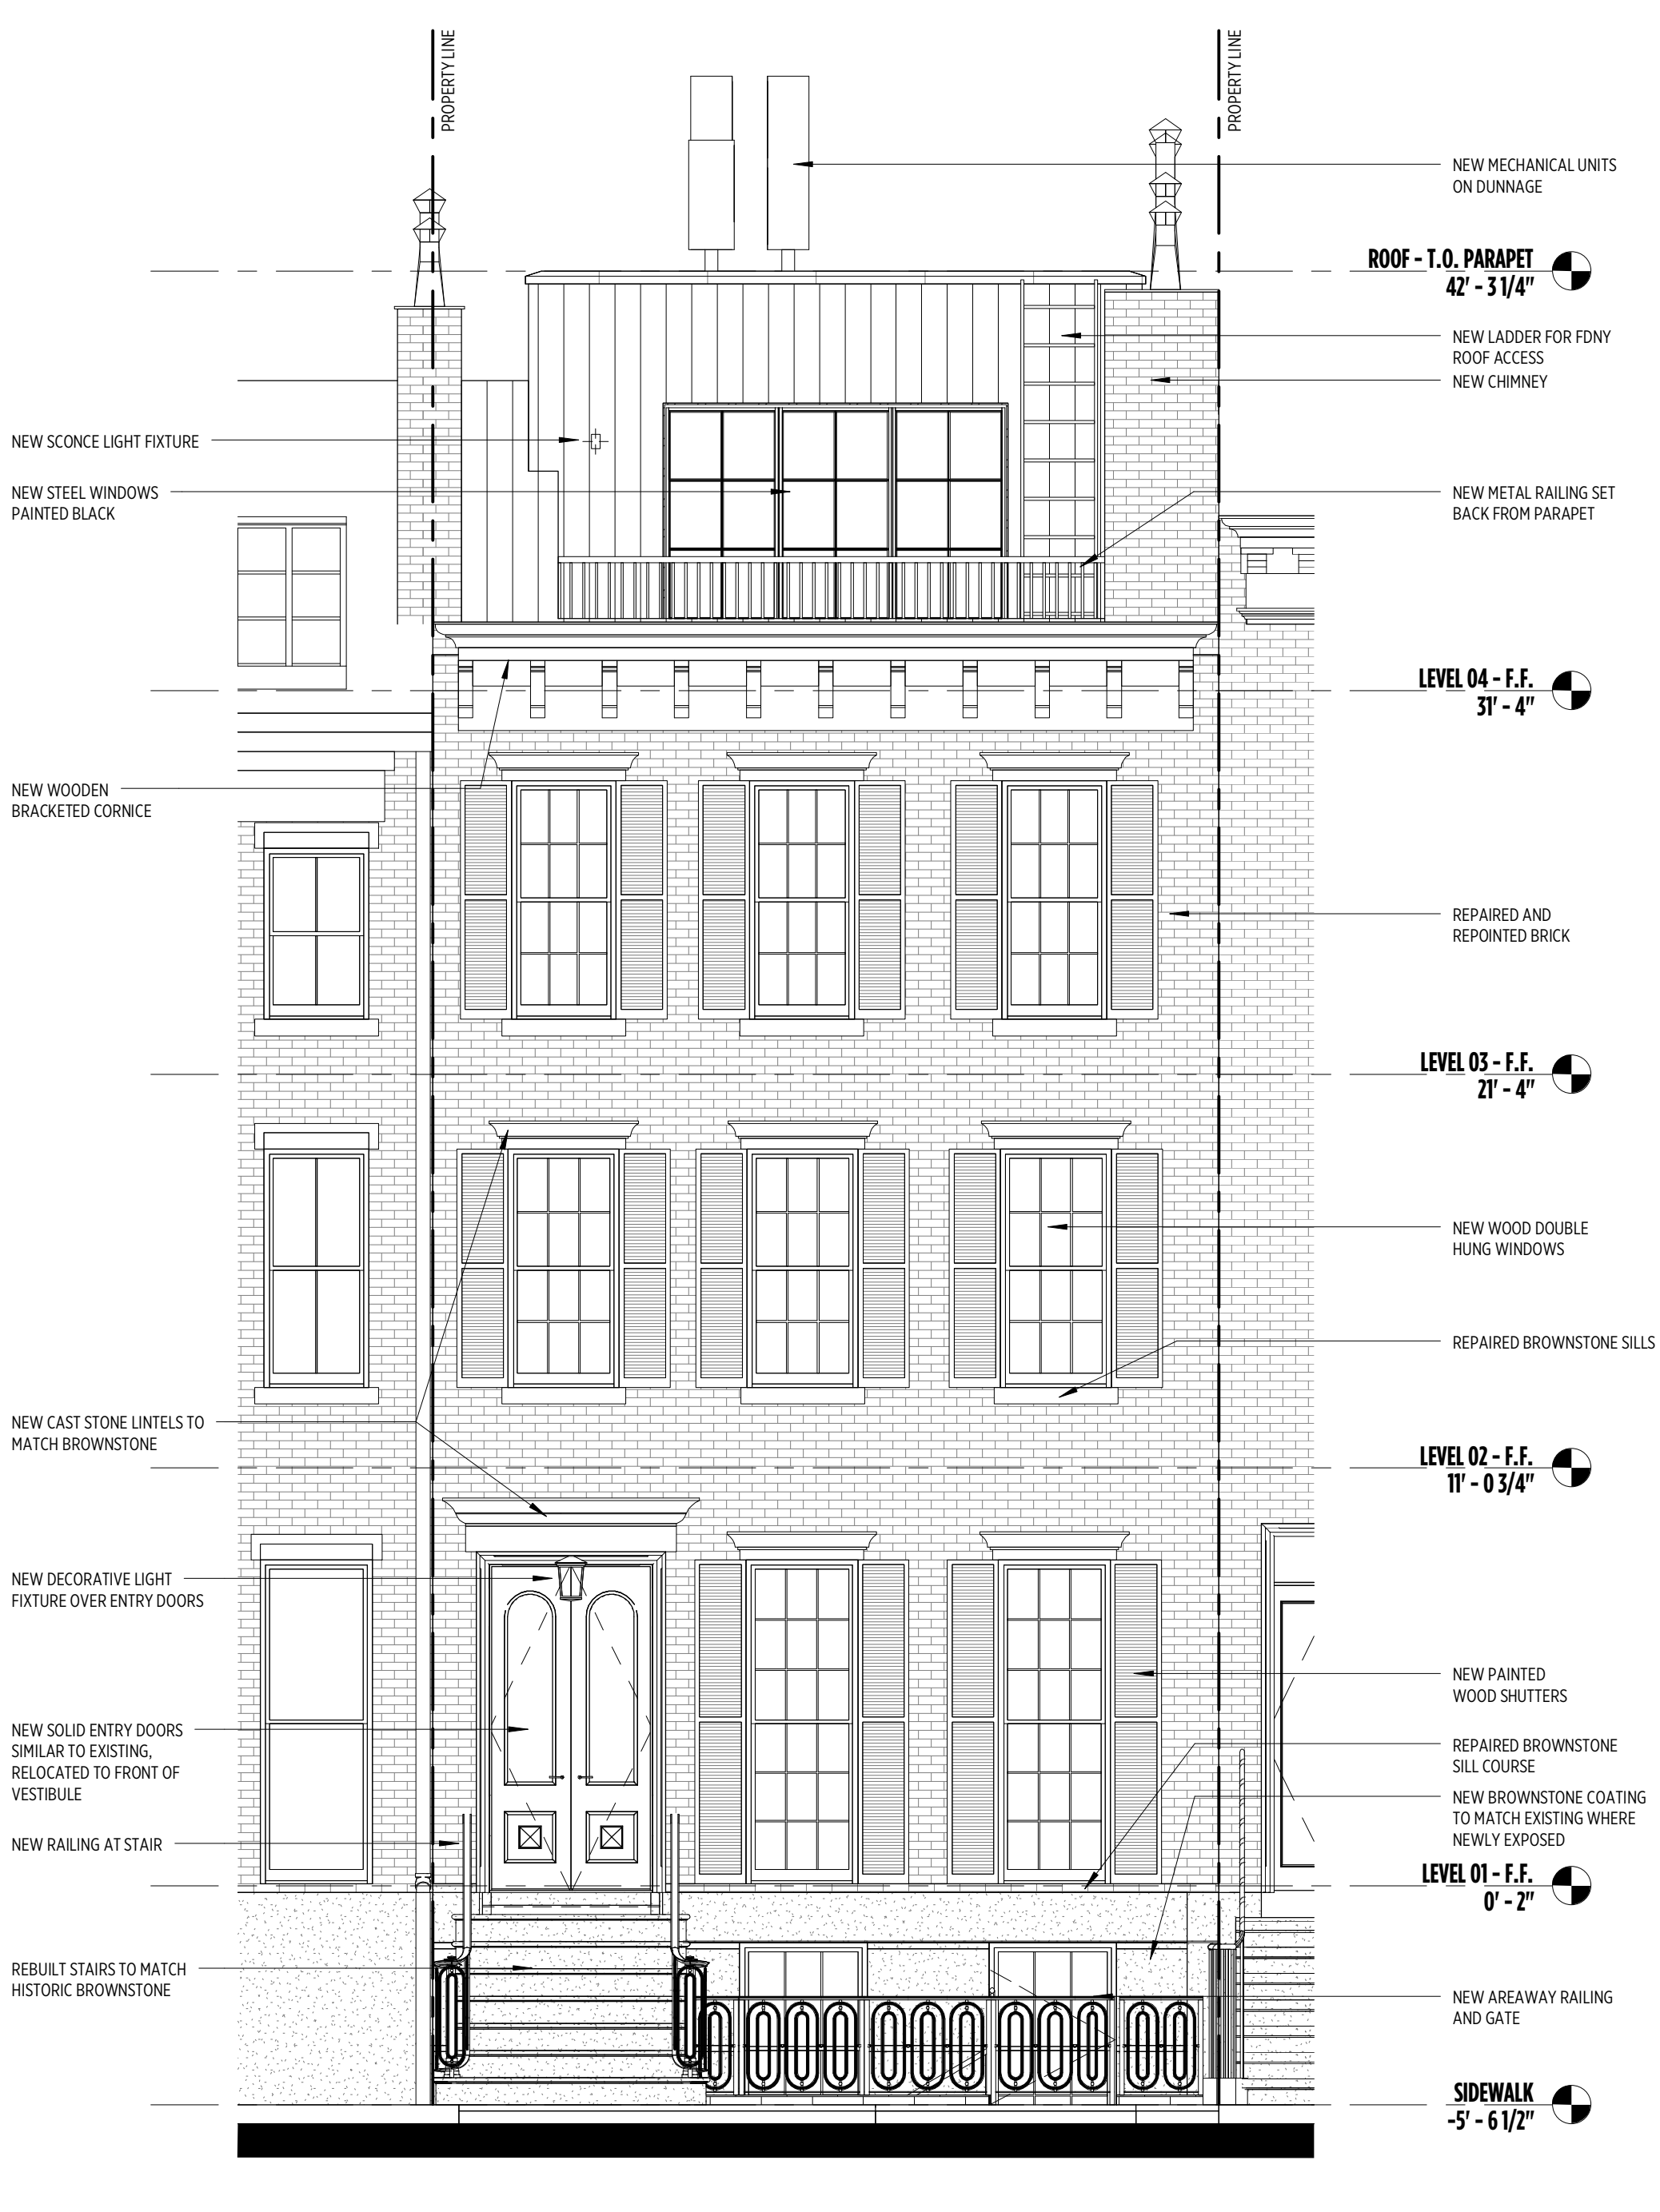 PROPERTY LINE
PROPERTY LINE
NEW MECHANICAL UNITS
ON DUNNAGE
ROOF - T.O. PARAPET
42' - 3 1/4"
NEW LADDER FOR FDNY
ROOF ACCESS
NEW CHIMNEY
NEW SCONCE LIGHT FIXTURE
NEW STEEL WINDOWS
PAINTED BLACK
NEW METAL RAILING SET
BACK FROM PARAPET
LEVEL 04 - F.F.
31' - 4"
NEW WOODEN
BRACKETED CORNICE
REPAIRED AND
REPOINTED BRICK
LEVEL 03 - F.F.
21' - 4"
NEW WOOD DOUBLE
HUNG WINDOWS
REPAIRED BROWNSTONE SILLS
NEW CAST STONE LINTELS TO
MATCH BROWNSTONE
LEVEL 02 - F.F.
11' - 0 3/4"
NEW DECORATIVE LIGHT
FIXTURE OVER ENTRY DOORS
NEW PAINTED
WOOD SHUTTERS
NEW SOLID ENTRY DOORS
SIMILAR TO EXISTING,
RELOCATED TO FRONT OF
VESTIBULE
REPAIRED BROWNSTONE
SILL COURSE
NEW BROWNSTONE COATING
TO MATCH EXISTING WHERE
NEWLY EXPOSED
NEW RAILING AT STAIR
LEVEL 01 - F.F.
0' - 2"
REBUILT STAIRS TO MATCH
HISTORIC BROWNSTONE
NEW AREAWAY RAILING
AND GATE
SIDEWALK
-5' - 6 1/2"